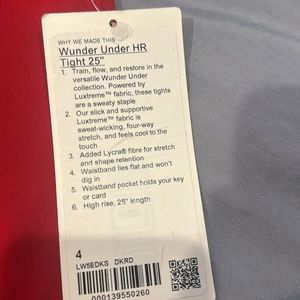 WHY WE MADE THIS
Wunder Under HR
Tight 25"
1. Train, flow, and restore in the
versatile Wunder Under
collection. Powered by
Luxtreme™ fabric, these tights
are a sweaty staple
2. Our slick and supportive
Luxtreme™ fabric is
sweat-wicking, four-way
stretch, and feels cool to the
touch
3. Added Lycra® fibre for stretch
and shape retention
4. Waistband lies flat and won't
dig in
5. Waistband pocket holds your key
or card
6. High rise, 25" length
4
LW5EDKS DKRD
000139550260